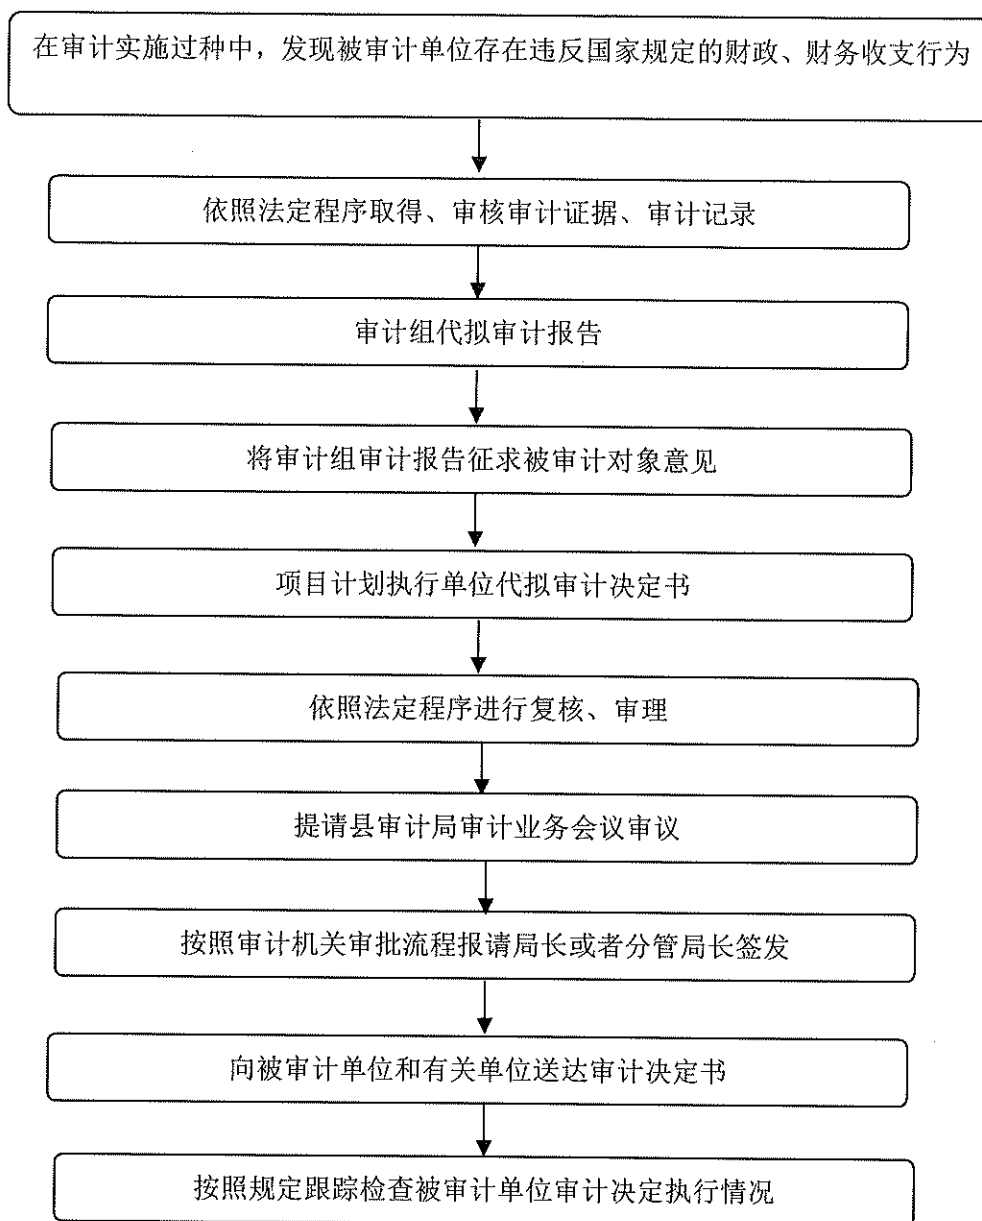 在审计实施过种中，发现被审计单位存在违反国家规定的财政、财务收支行为
依照法定程序取得、审核审计证据、审计记录
审计组代拟审计报告
将审计组审计报告征求被审计对象意见
项目计划执行单位代拟审计决定书
依照法定程序进行复核、审理
提请县审计局审计业务会议审议
按照审计机关审批流程报请局长或者分管局长签发
向被审计单位和有关单位送达审计决定书
按照规定跟踪检查被审计单位审计决定执行情况